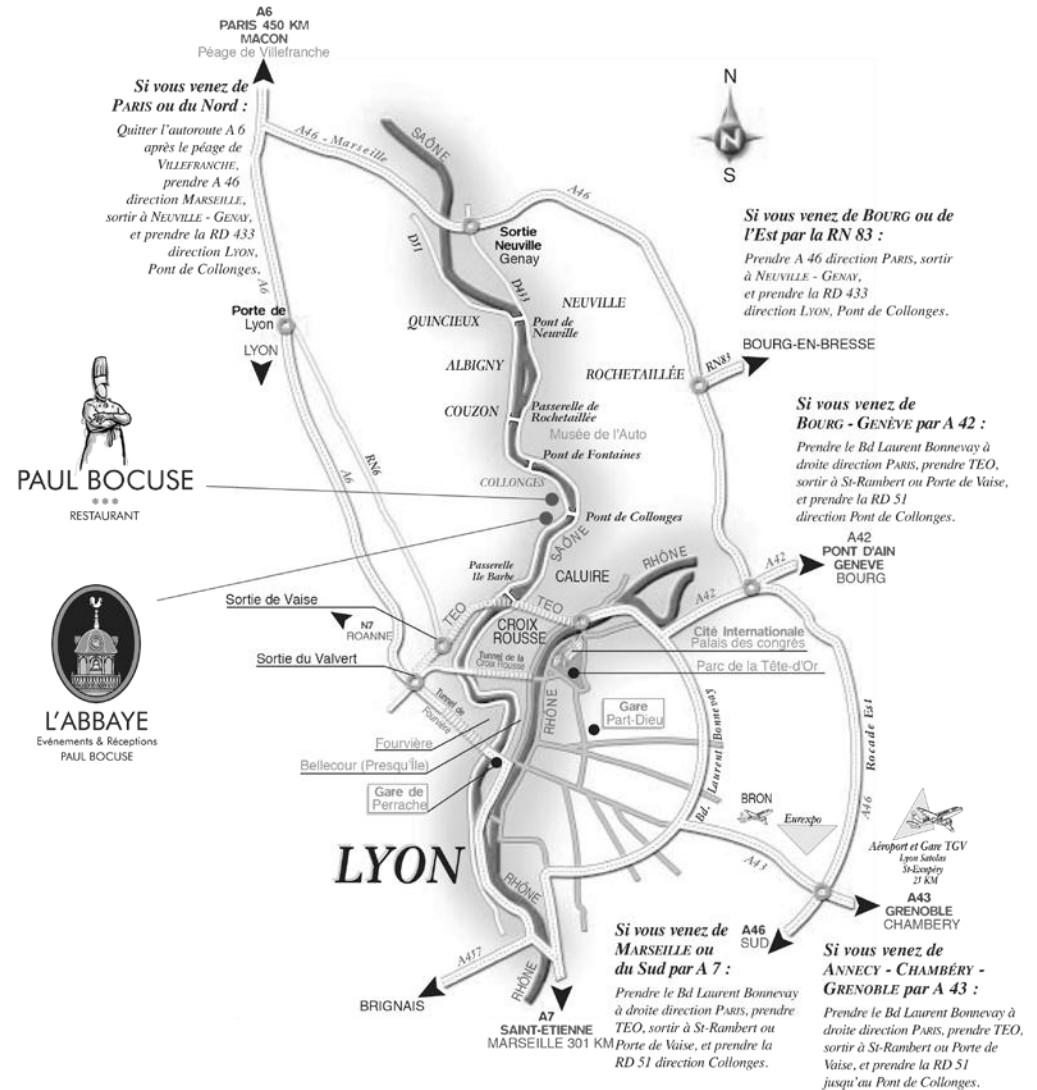 A6
PARIS 450 KM
MACON
Péage de Villefranche
Si vous venez de
PARIS ou du Nord :
Quitter l'autoroute A 6
après le péage de
VILLEFRANCHE,
prendre A 46
direction MARSEILLE,
sortir à NEUVILLE - GENAY,
et prendre la RD 433
direction LYON,
Pont de Collonges.
A46 - Marseille
SAÔNE
N
N
S
A46
Sortie
Neuville
Genay
D51
D433
Si vous venez de BOURG ou de
l'Est par la RN 83 :
Prendre A 46 direction PARIS, sortir
à NEUVILLE - GENAY,
et prendre la RD 433
direction LYON, Pont de Collonges.
A6
Porte de
Lyon
LYON
NEUVILLE
QUINCIEUX
Pont de
Neuville
ALBIGNY
ROCHETAILLÉE
RN83
BOURG-EN-BRESSE
COUZON
Passerelle de
Rochetaillée
Musée de l'Auto
Pont de Fontaines
COLLONGES
Pont de Collonges
Si vous venez de
BOURG - GENÈVE par A 42 :
Prendre le Bd Laurent Bonnevay à
droite direction PARIS, prendre TEO,
sortir à St-Rambert ou Porte de Vaise,
et prendre la RD 51
direction Pont de Collonges.
PAUL BOCUSE
***
RESTAURANT
A6
RN6
SAÔNE
RHÔNE
A42
PONT D'AIN
GENEVE
BOURG
A42
Passerelle
Ile Barbe
CALUIRE
Sortie de Vaise
N7
ROANNE
TEO
TEO
CROIX
ROUSSE
Cité Internationale
Palais des congrès
Sortie du Valvert
Tunnel de la
Croix Rousse
Parc de la Tête-d'Or
Tunnel de
Fourvière
RHÔNE
Gare
Part-Dieu
L'ABBAYE
Evénements & Réceptions
PAUL BOCUSE
Fourvière
Bellecour (Presqu'Île)
Gare de
Perrache
Bd. Laurent Bonnevay
Rocade Est
A46
BRON
Eurexpo
Aéroport et Gare TGV
Lyon Satolas
St-Exupéry
25 KM
LYON
A43
A43
GRENOBLE
CHAMBERY
RHÔNE
A46
SUD
A457
BRIGNAIS
RHÔNE
A7
SAINT-ETIENNE
MARSEILLE 301 KM
Si vous venez de
MARSEILLE ou
du Sud par A 7 :
Prendre le Bd Laurent Bonnevay
à droite direction PARIS, prendre
TEO, sortir à St-Rambert ou
Porte de Vaise, et prendre la
RD 51 direction Collonges.
Si vous venez de
ANNECY - CHAMBÉRY -
GRENOBLE par A 43 :
Prendre le Bd Laurent Bonnevay à
droite direction PARIS, prendre TEO,
sortir à St-Rambert ou Porte de
Vaise, et prendre la RD 51
jusqu'au Pont de Collonges.